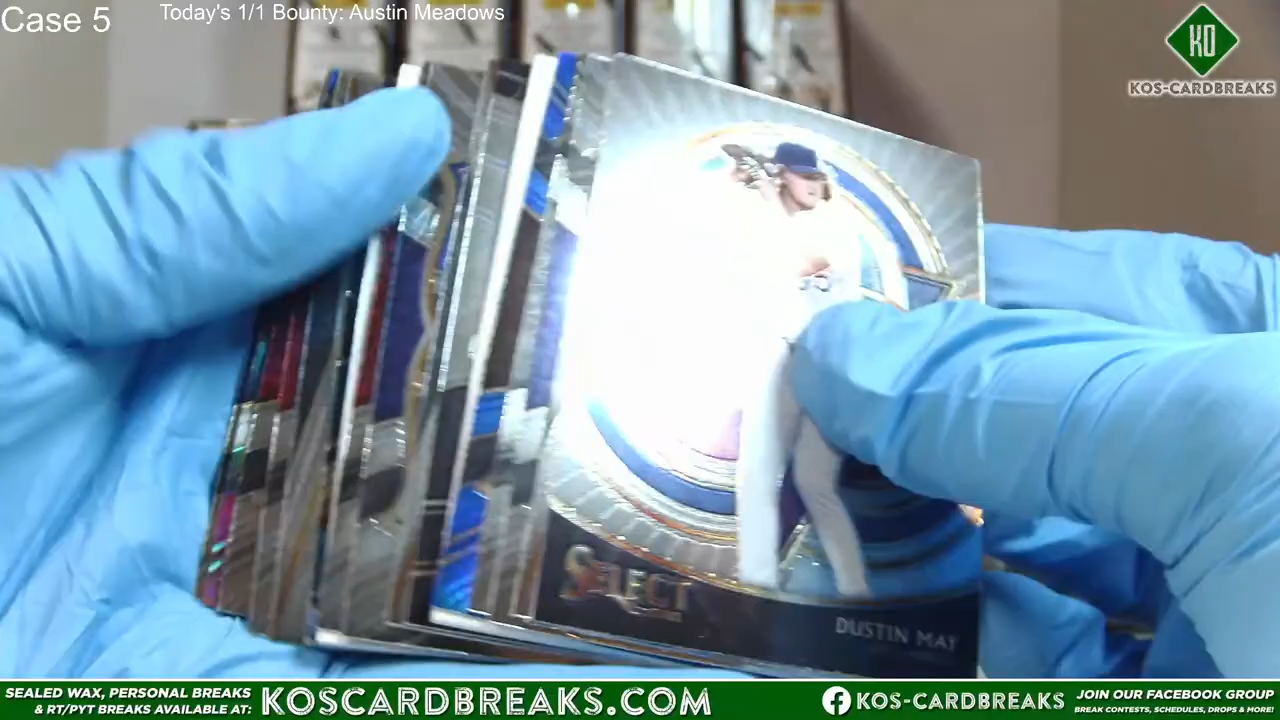 Case 5
Today's 1/1 Bounty: Austin Meadows
KO
KOS-CARDBREAKS
SELECT
DUSTIN MAY
SEALED WAX, PERSONAL BREAKS
& RT/PYT BREAKS AVAILABLE AT:
KOSCARDBREAKS.COM
KOS-CARDBREAKS
JOIN OUR FACEBOOK GROUP
BREAK CONTESTS, SCHEDULES, DROPS & MORE!